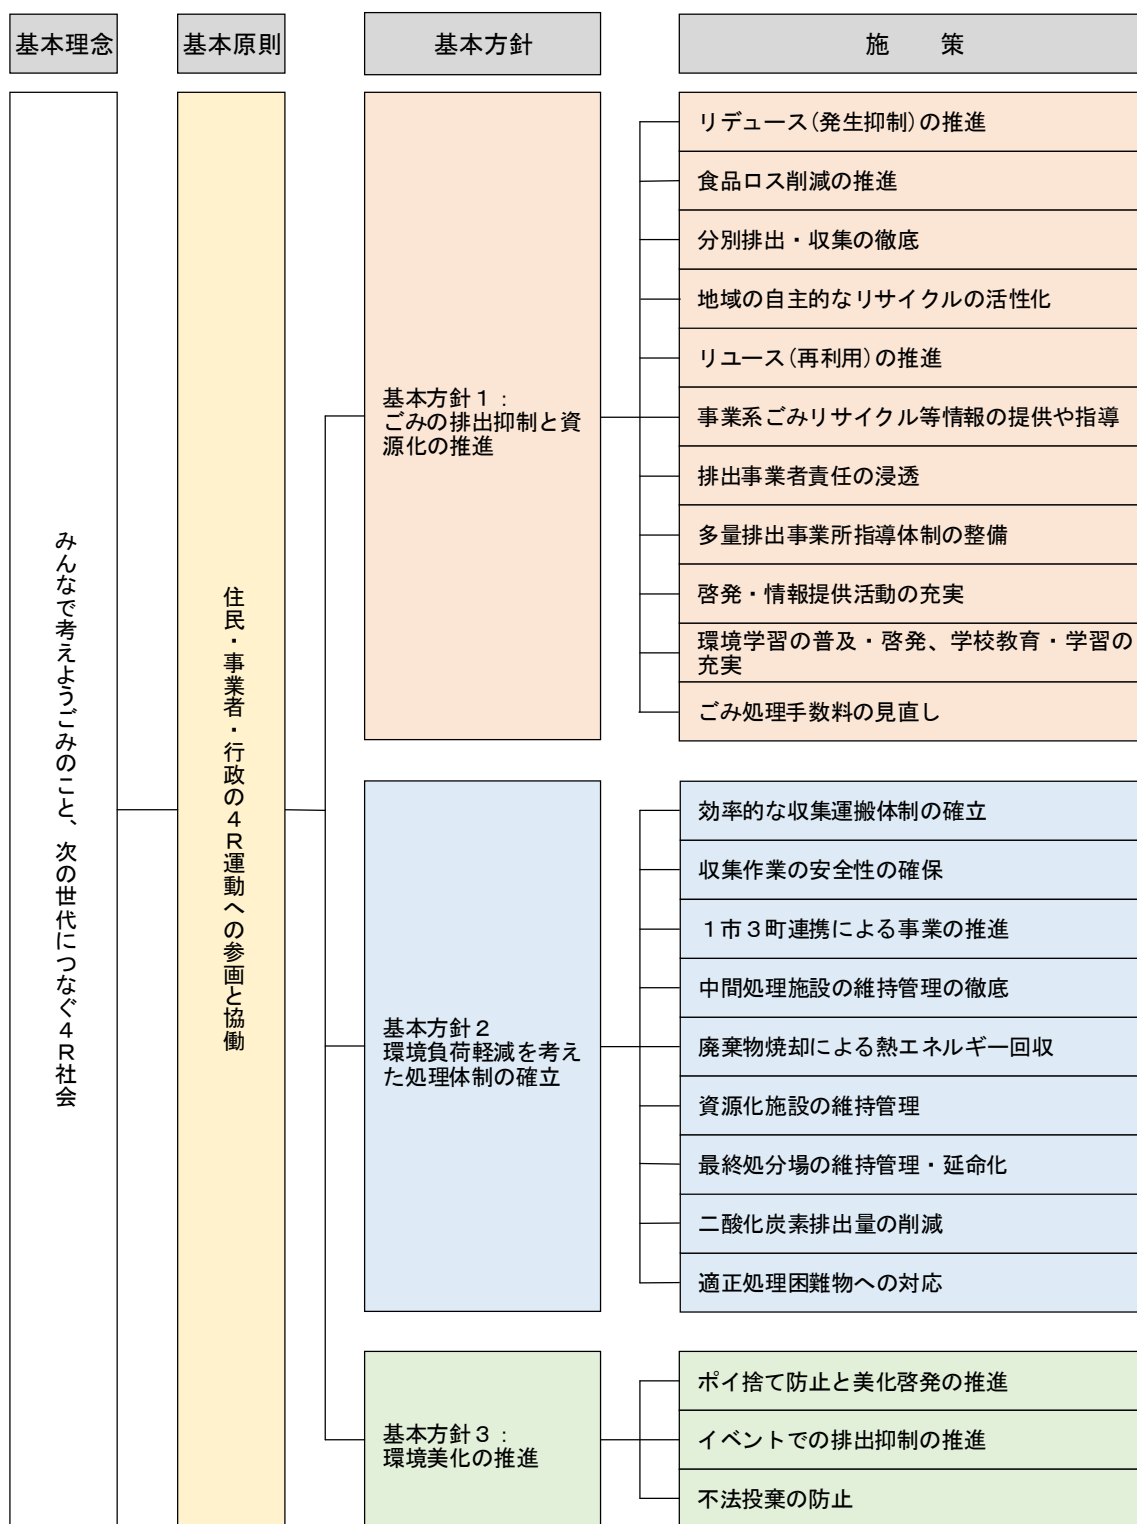 基本理念
基本原則
基本方針
施　　策
みんなで考えようごみのこと、次の世代につなぐ４Ｒ社会
住民・事業者・行政の４Ｒ運動への参画と協働
基本方針１：
ごみの排出抑制と資
源化の推進
リデュース(発生抑制)の推進
食品ロス削減の推進
分別排出・収集の徹底
地域の自主的なリサイクルの活性化
リユース(再利用)の推進
事業系ごみリサイクル等情報の提供や指導
排出事業者責任の浸透
多量排出事業所指導体制の整備
啓発・情報提供活動の充実
環境学習の普及・啓発、学校教育・学習の
充実
ごみ処理手数料の見直し
基本方針２
環境負荷軽減を考え
た処理体制の確立
効率的な収集運搬体制の確立
収集作業の安全性の確保
１市３町連携による事業の推進
中間処理施設の維持管理の徹底
廃棄物焼却による熱エネルギー回収
資源化施設の維持管理
最終処分場の維持管理・延命化
二酸化炭素排出量の削減
適正処理困難物への対応
基本方針３：
環境美化の推進
ポイ捨て防止と美化啓発の推進
イベントでの排出抑制の推進
不法投棄の防止